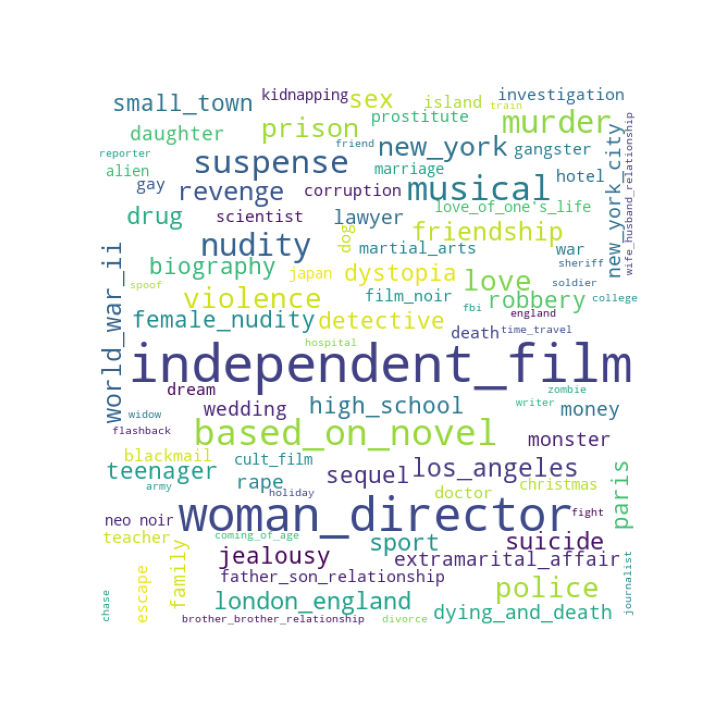 kidnapping
sex
investigation
small_town
island
train
prostitute
murder
prison
daughter
friend
new_york
gangster
new_york_city
wife_husband_relationship
reporter
suspense
marriage
alien
gay
revenge
corruption
musical
hotel
drug
scientist
lawyer
love_of_one's_life
friendship
nudity
dog
martial_arts
war
sheriff
world_war_ii
biography
japan
dystopia
love
soldier
spoof
violence
film_noir
robbery
college
fbi
england
female_nudity
detective
death
time_travel
hospital
independent_film
dream
zombie
widow
wedding
high_school
writer
money
flashback
based_on_novel
monster
blackmail
cult_film
teenager
rape
sequel
los_angeles
paris
army
holiday
doctor
christmas
woman_director
fight
neo noir
teacher
coming_of_age
sport
suicide
family
jealousy
extramarital_affair
escape
father_son_relationship
police
journalist
chase
london_england
dying_and_death
brother_brother_relationship
divorce